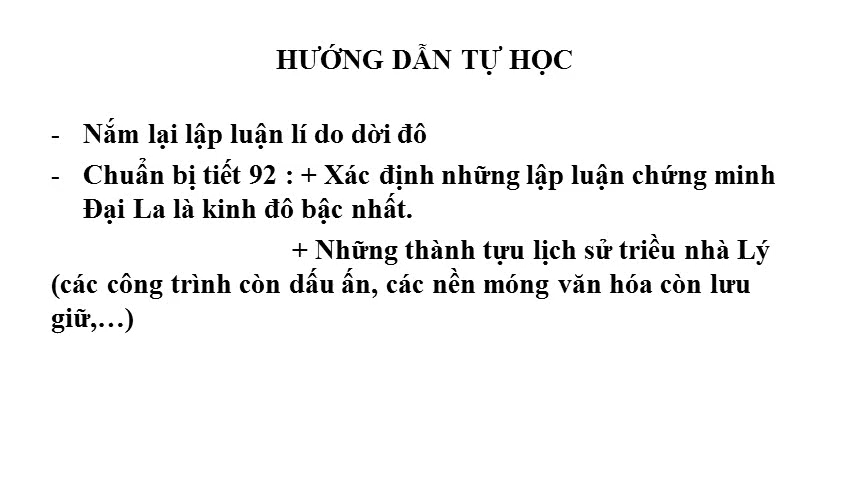 HƯỚNG DẪN TỰ HỌC
- Nắm lại lập luận lí do dời đô
- Chuẩn bị tiết 92 : + Xác định những lập luận chứng minh
Đại La là kinh đô bậc nhất.
+ Những thành tựu lịch sử triều nhà Lý
(các công trình còn dấu ấn, các nền móng văn hóa còn lưu
giữ,…)